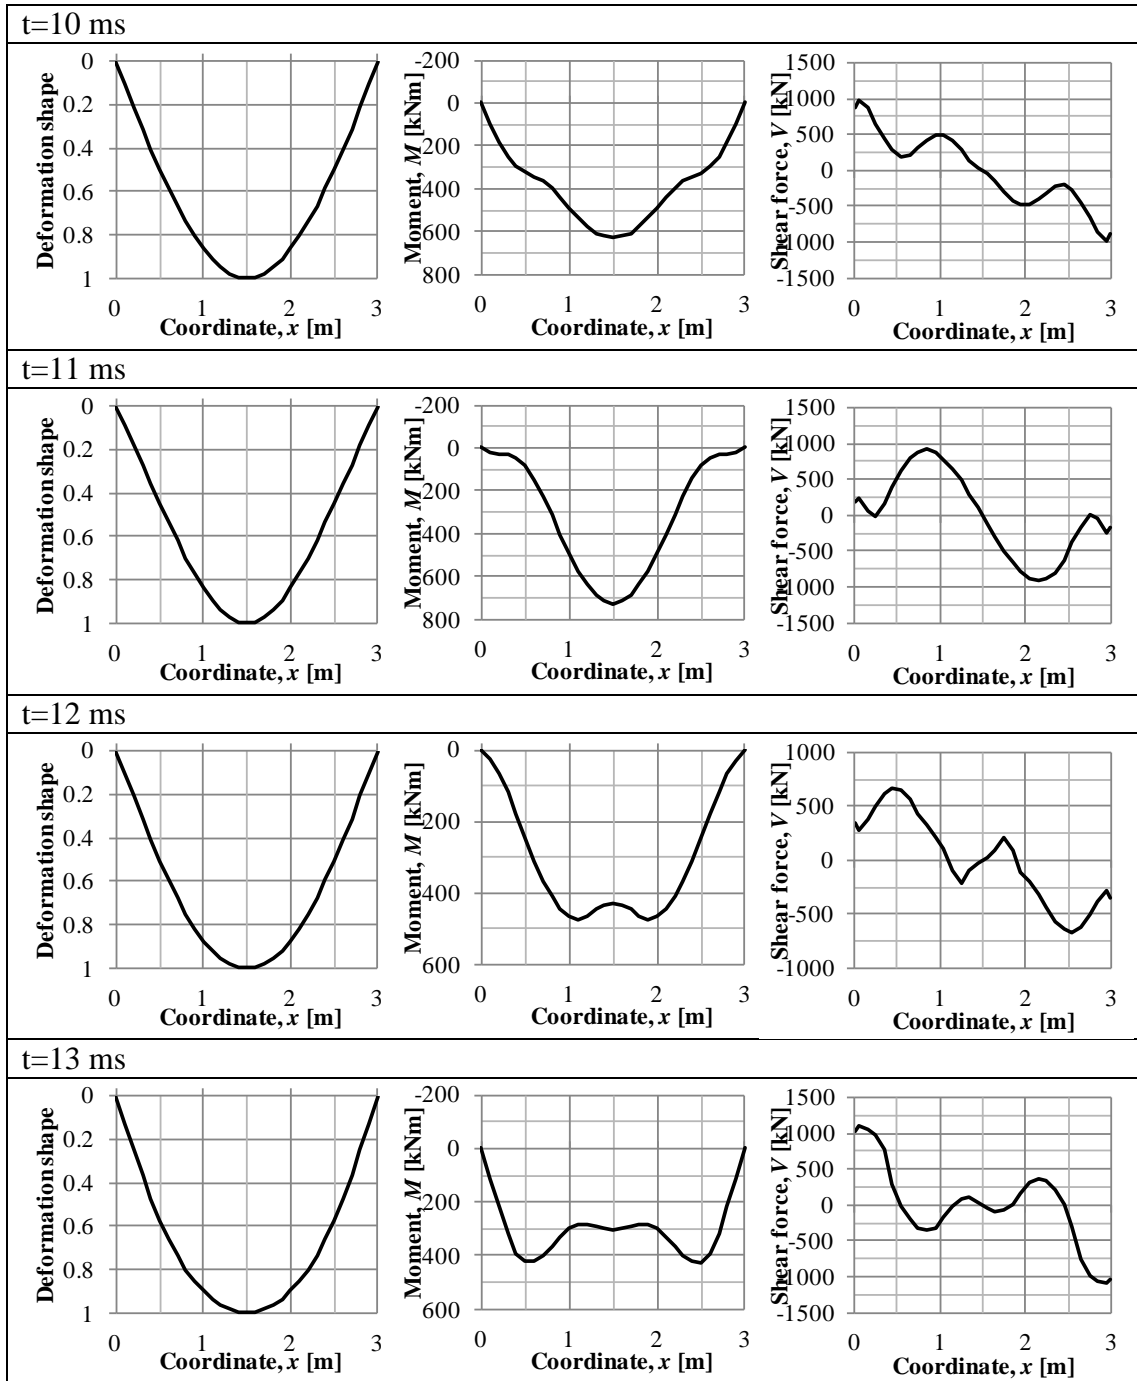 t=10 ms
Deformation shape
0
0.2
0.4
0.6
0.8
1
0 1 2 3
Coordinate, x [m]
Moment, M [kNm]
-200
0
200
400
600
800
0 1 2 3
Coordinate, x [m]
Shear force, V [kN]
1500
1000
500
0
-500
-1000
-1500
0 1 2 3
Coordinate, x [m]
t=11 ms
Deformation shape
0
0.2
0.4
0.6
0.8
1
0 1 2 3
Coordinate, x [m]
Moment, M [kNm]
-200
0
200
400
600
800
0 1 2 3
Coordinate, x [m]
Shear force, V [kN]
1500
1000
500
0
-500
-1000
-1500
0 1 2 3
Coordinate, x [m]
t=12 ms
Deformation shape
0
0.2
0.4
0.6
0.8
1
0 1 2 3
Coordinate, x [m]
Moment, M [kNm]
0
200
400
600
0 1 2 3
Coordinate, x [m]
Shear force, V [kN]
1000
500
0
-500
-1000
0 1 2 3
Coordinate, x [m]
t=13 ms
Deformation shape
0
0.2
0.4
0.6
0.8
1
0 1 2 3
Coordinate, x [m]
Moment, M [kNm]
-200
0
200
400
600
0 1 2 3
Coordinate, x [m]
Shear force, V [kN]
1500
1000
500
0
-500
-1000
-1500
0 1 2 3
Coordinate, x [m]